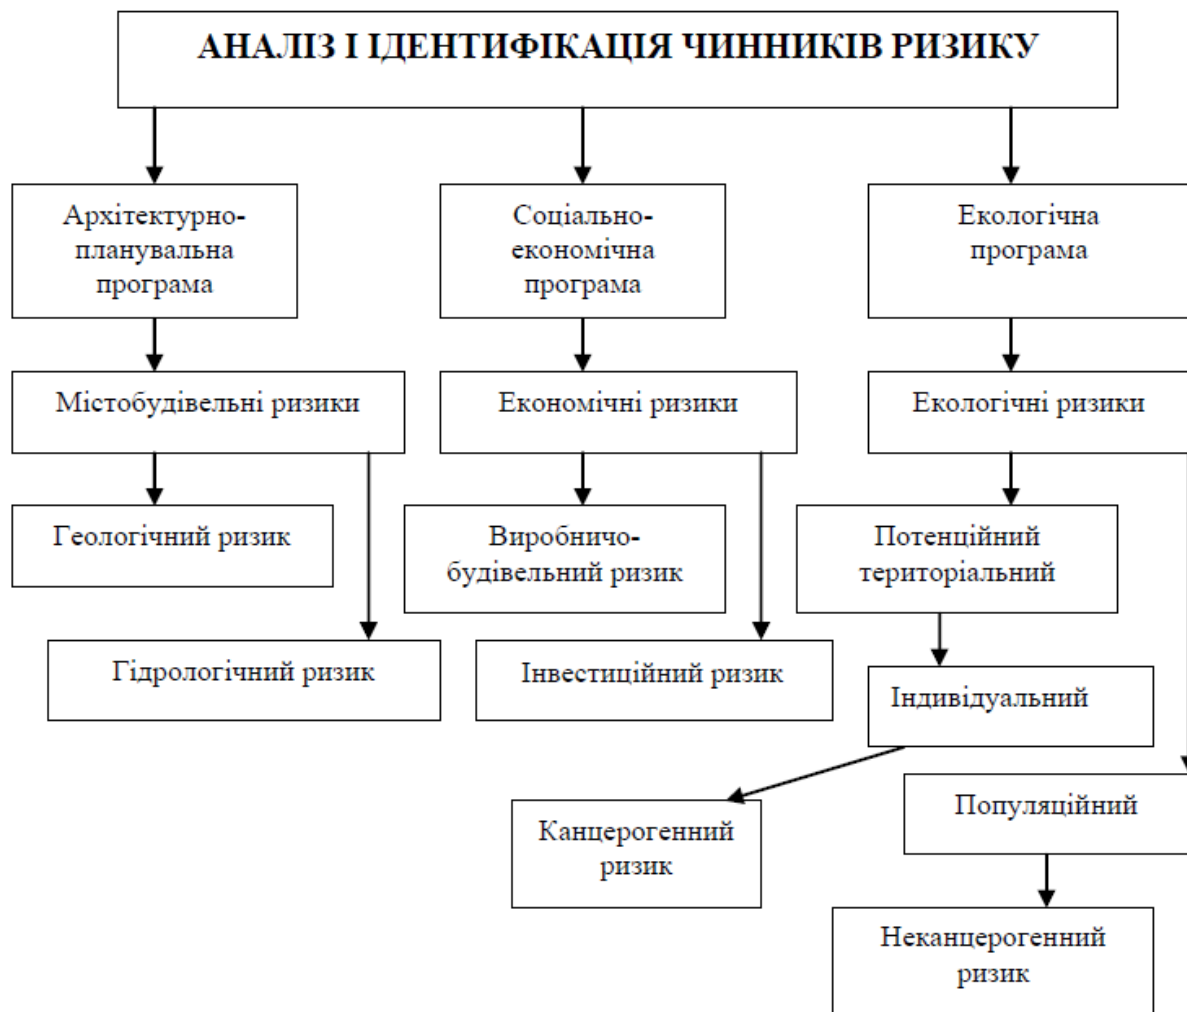 АНАЛІЗ І ІДЕНТИФІКАЦІЯ ЧИННИКІВ РИЗИКУ
Архітектурно-
планувальна
програма
Соціально-
економічна
програма
Екологічна
програма
Містобудівельні ризики
Економічні ризики
Екологічні ризики
Геологічний ризик
Виробничо-
будівельний ризик
Потенційний
територіальний
Гідрологічний ризик
Інвестиційний ризик
Індивідуальний
Канцерогенний
ризик
Популяційний
Неканцерогенний
ризик